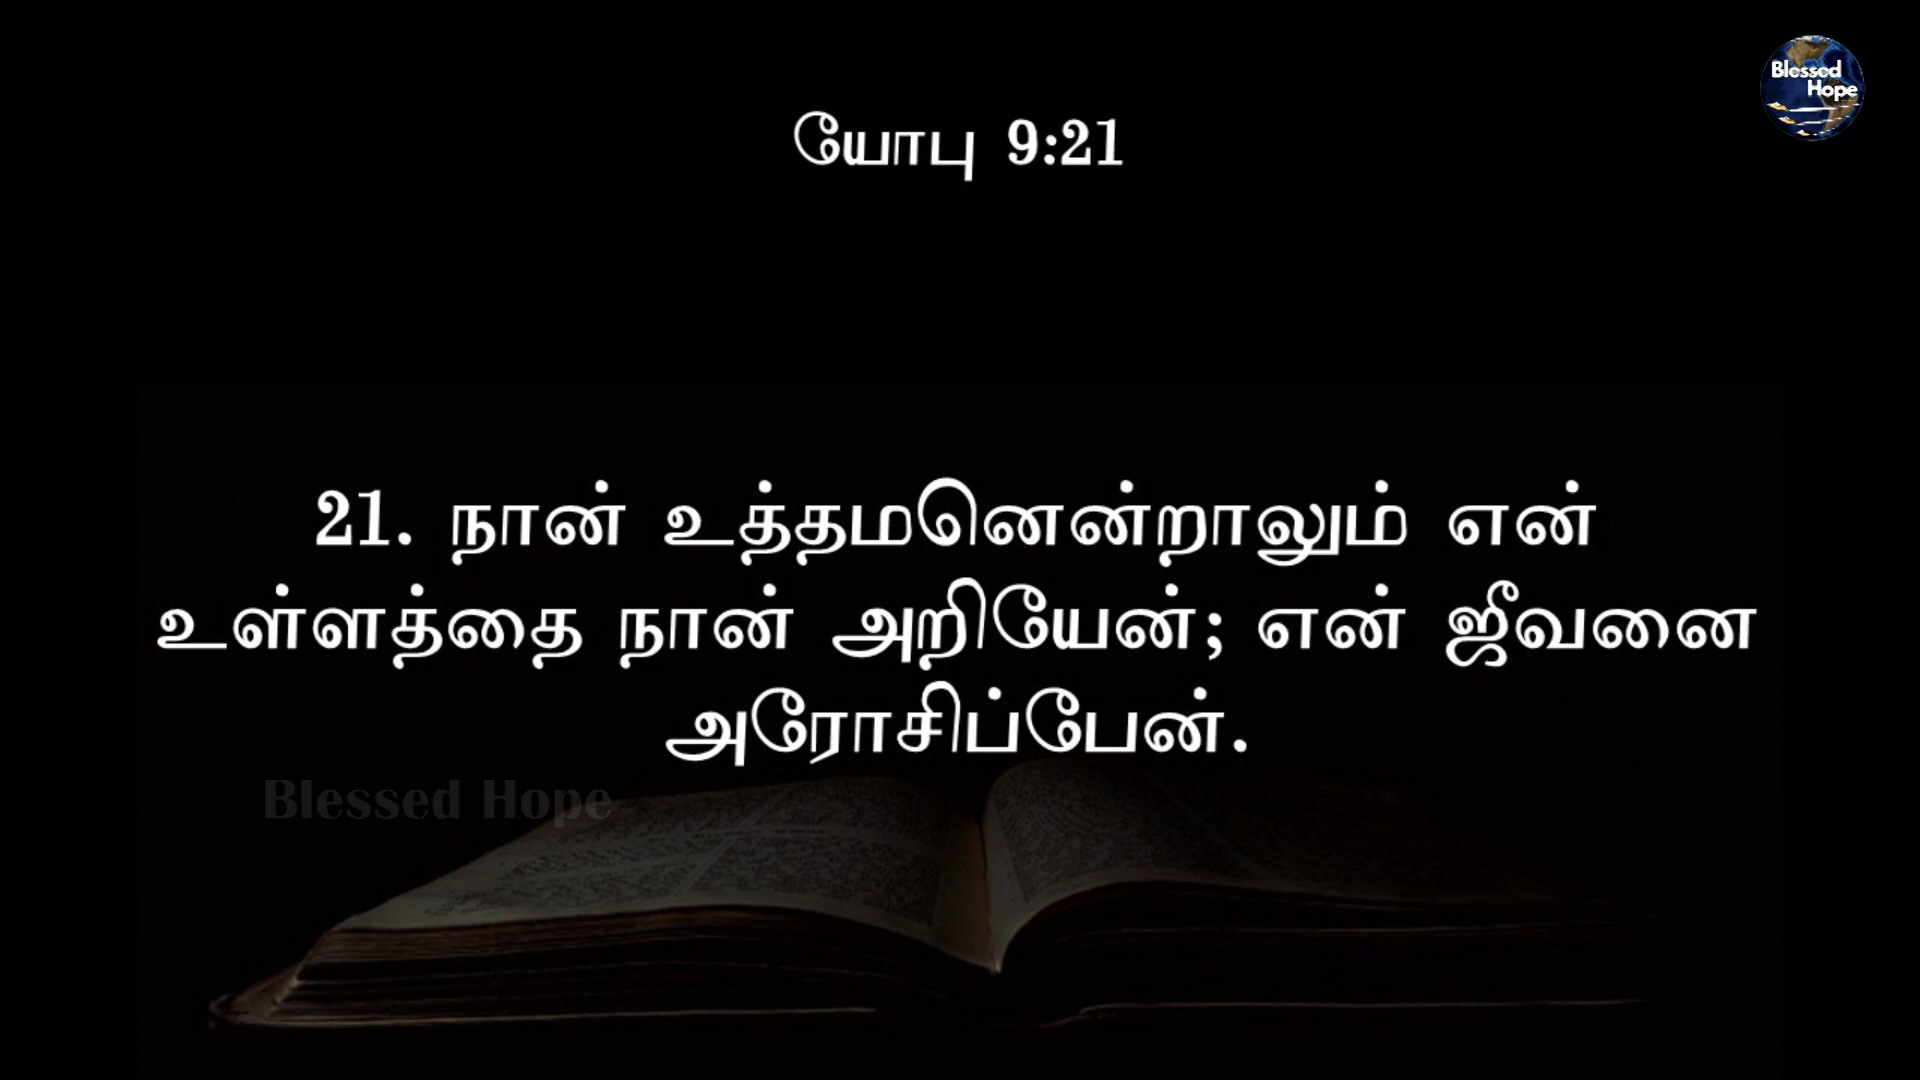 Blessed
Hope
யோபு 9:21
21. நான் உத்தமனென்றாலும் என்
உள்ளத்தை நான் அறியேன்; என் ஜீவனை
அரோசிப்பேன்.
Blessed Hope